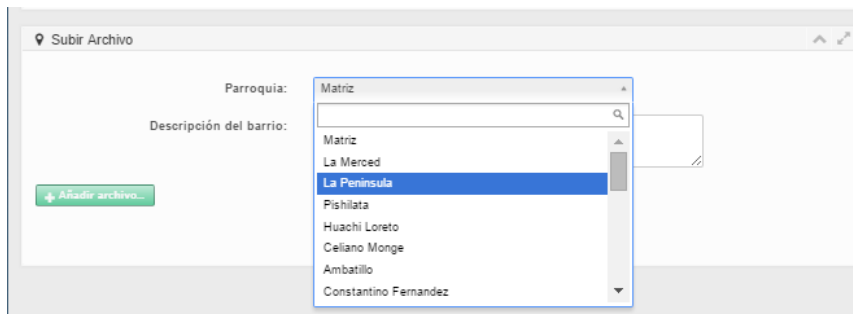 Subir Archivo
Parroquia:
Matriz
Descripción del barrio:
Matriz
La Merced
La Peninsula
Pishilata
Huachi Loreto
Celiano Monge
Ambatillo
Constantino Fernandez
Añadir archivo...